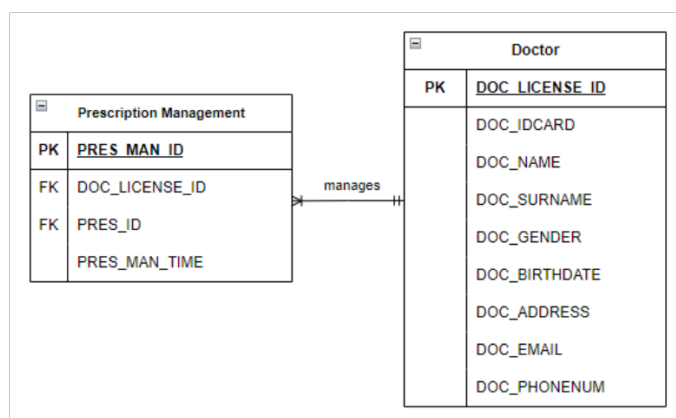 Prescription Management
PK PRES_MAN_ID
FK DOC_LICENSE_ID
FK PRES_ID
PRES_MAN_TIME
manages
Doctor
PK DOC_LICENSE_ID
DOC_IDCARD
DOC_NAME
DOC_SURNAME
DOC_GENDER
DOC_BIRTHDATE
DOC_ADDRESS
DOC_EMAIL
DOC_PHONENUM